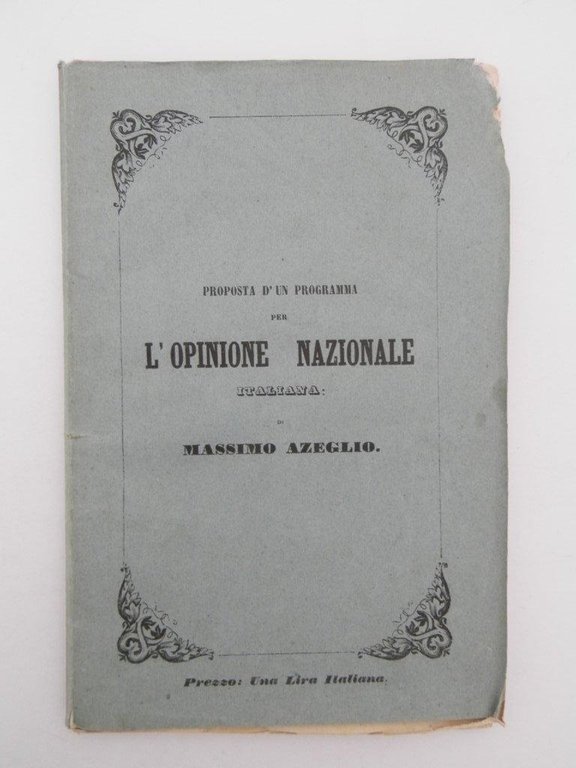 PROPOSTA D'UN PROGRAMMA
PER
L'OPINIONE NAZIONALE
ITALIANA:
DI
MASSIMO AZEGLIO.
Prezzo: Una Lira Italiana.